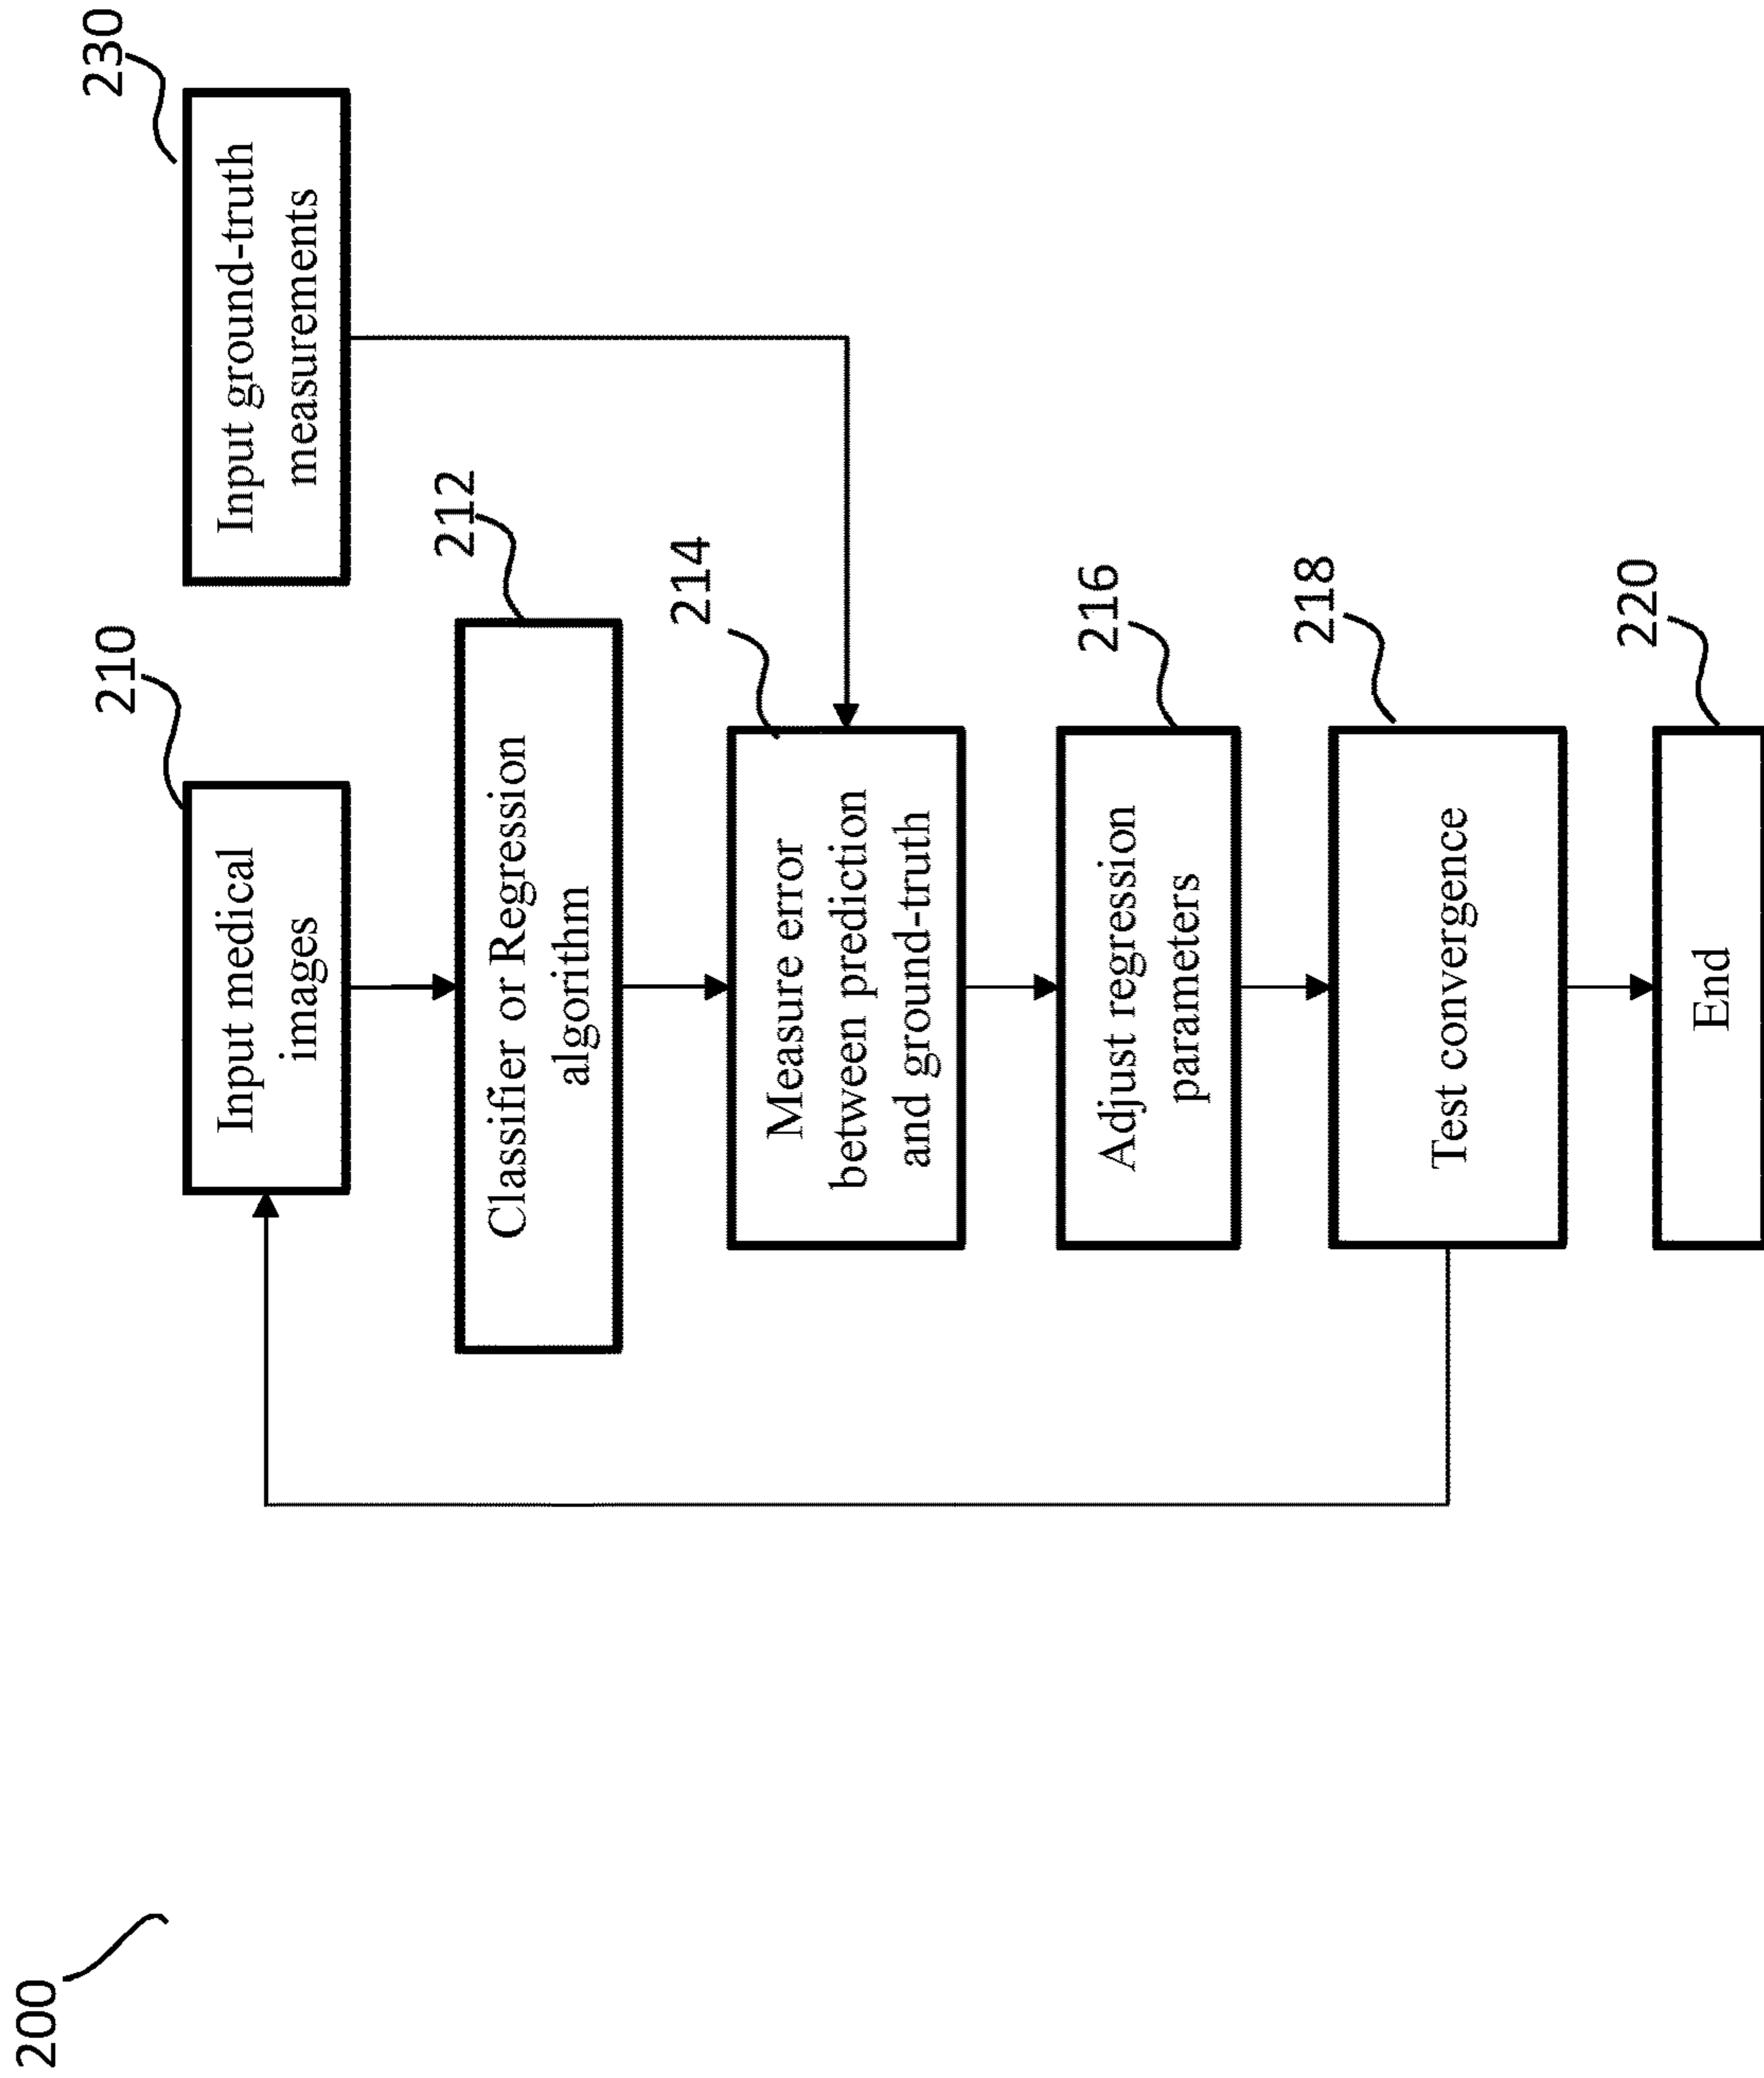 200
210
Input medical
images
230
Input ground-truth
measurements
212
Classifier or Regression
algorithm
214
Measure error
between prediction
and ground-truth
216
Adjust regression
parameters
218
Test convergence
220
End